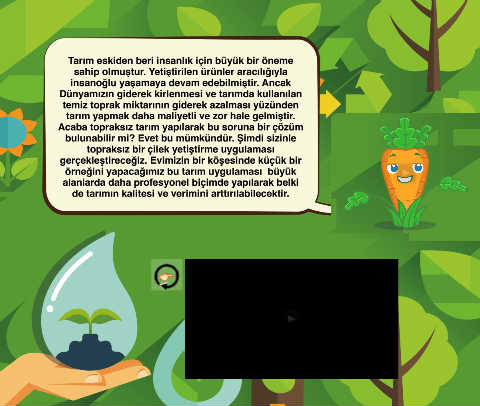 Tarım eskiden beri insanlık için büyük bir öneme
sahip olmuştur. Yetiştirilen ürünler aracılığıyla
insanoğlu yaşamaya devam edebilmiştir. Ancak
Dünyamızın giderek kirlenmesi ve tarımda kullanılan
temiz toprak miktarının giderek azalması yüzünden
tarım yapmak daha maliyetli ve zor hale gelmiştir.
Acaba topraksız tarım yapılarak bu soruna bir çözüm
bulunabilir mi? Evet bu mümkündür. Şimdi sizinle
topraksız bir çilek yetiştirme uygulaması
gerçekleştireceğiz. Evimizin bir köşesinde küçük bir
örneğini yapacağımız bu tarım uygulaması büyük
alanlarda daha profesyonel biçimde yapılarak belki
de tarımın kalitesi ve verimini arttırılabilecektir.